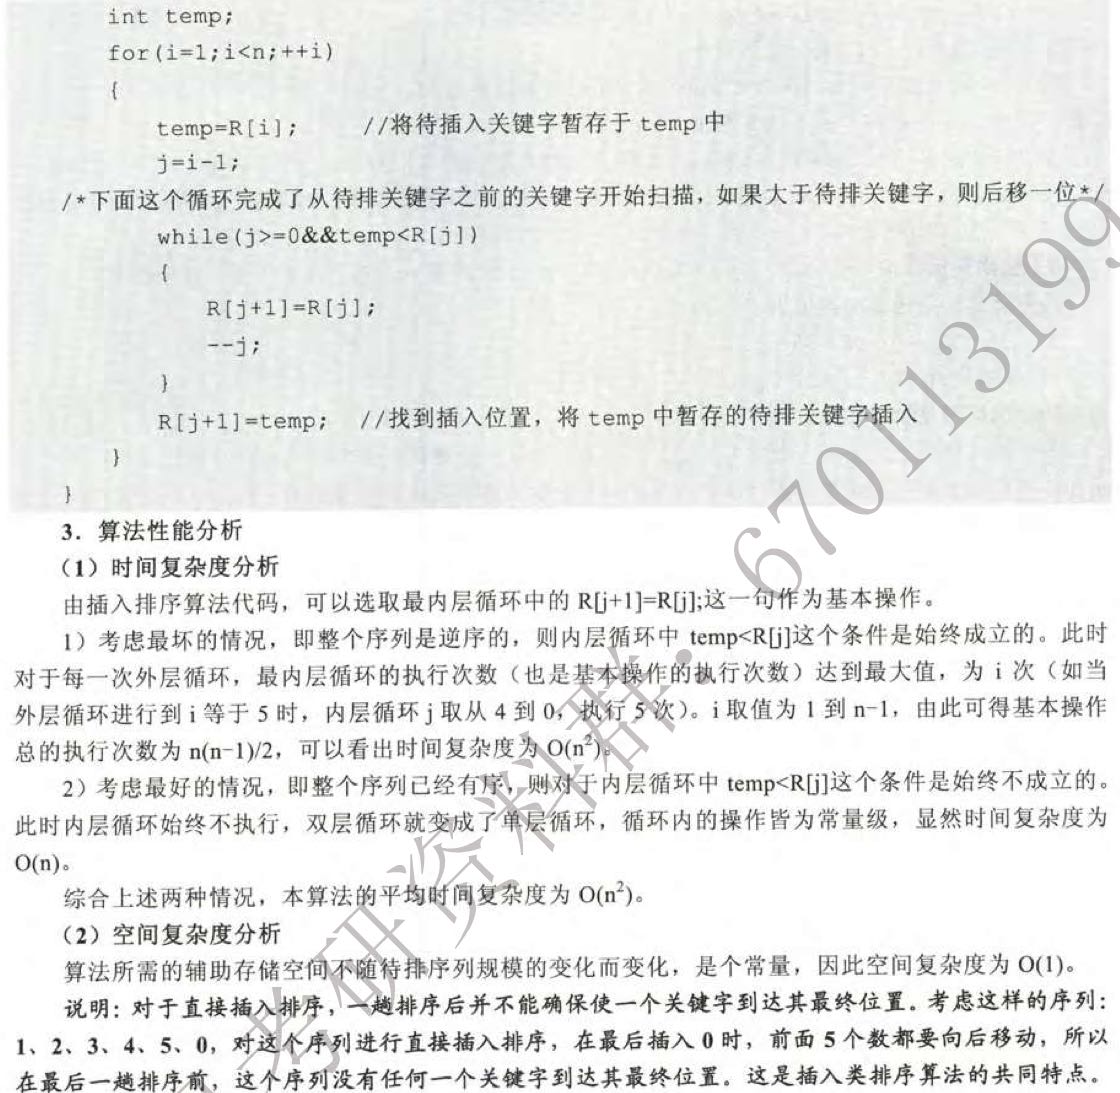 int temp;
for(i=1;i<n;++i)
{
temp=R[i]; //将待插入关键字暂存于 temp 中
j=i-1;
/*下面这个循环完成了从待排关键字之前的关键字开始扫描，如果大于待排关键字，则后移一位*/
while(j>=0&&temp<R[j])
{
R[j+1]=R[j];
--j;
}
R[j+1]=temp; //找到插入位置，将 temp 中暂存的待排关键字插入
}
}
3．算法性能分析
（1）时间复杂度分析
由插入排序算法代码，可以选取最内层循环中的 R[j+1]=R[j];这一句作为基本操作。
1）考虑最坏的情况，即整个序列是逆序的，则内层循环中 temp<R[j]这个条件是始终成立的。此时
对于每一次外层循环，最内层循环的执行次数（也是基本操作的执行次数）达到最大值，为 i 次（如当
外层循环进行到 i 等于 5 时，内层循环 j 取从 4 到 0，执行 5 次）。i 取值为 1 到 n−1，由此可得基本操作
总的执行次数为 n(n−1)/2，可以看出时间复杂度为 O(n²)。
2）考虑最好的情况，即整个序列已经有序，则对于内层循环中 temp<R[j]这个条件是始终不成立的。
此时内层循环始终不执行，双层循环就变成了单层循环，循环内的操作皆为常量级，显然时间复杂度为
O(n)。
综合上述两种情况，本算法的平均时间复杂度为 O(n²)。
（2）空间复杂度分析
算法所需的辅助存储空间不随待排序列规模的变化而变化，是个常量，因此空间复杂度为 O(1)。
说明：对于直接插入排序，一趟排序后并不能确保使一个关键字到达其最终位置。考虑这样的序列：
1、2、3、4、5、0，对这个序列进行直接插入排序，在最后插入 0 时，前面 5 个数都要向后移动，所以
在最后一趟排序前，这个序列没有任何一个关键字到达其最终位置。这是插入类排序算法的共同特点。
考研资料群：670113199